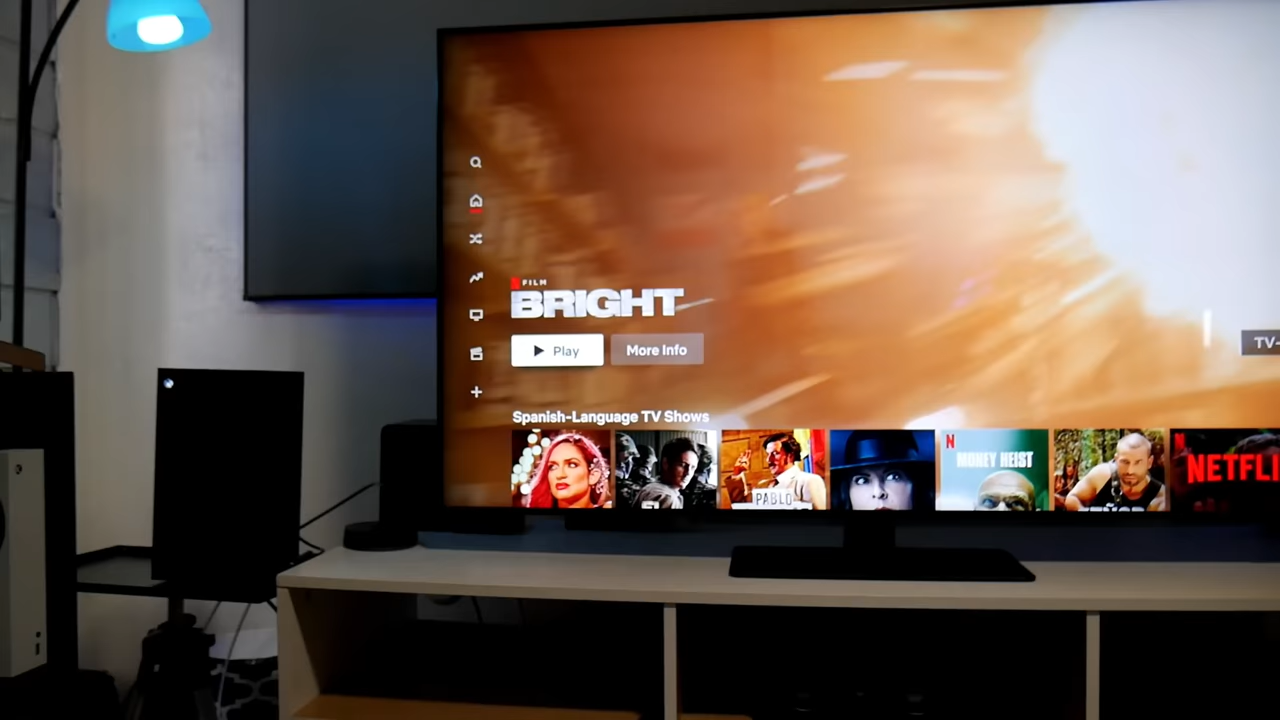 FILM
BRIGHT
Play
More Info
TV-
Spanish-Language TV Shows
PABLO
N
MONEY HEIST
N
NETFLI